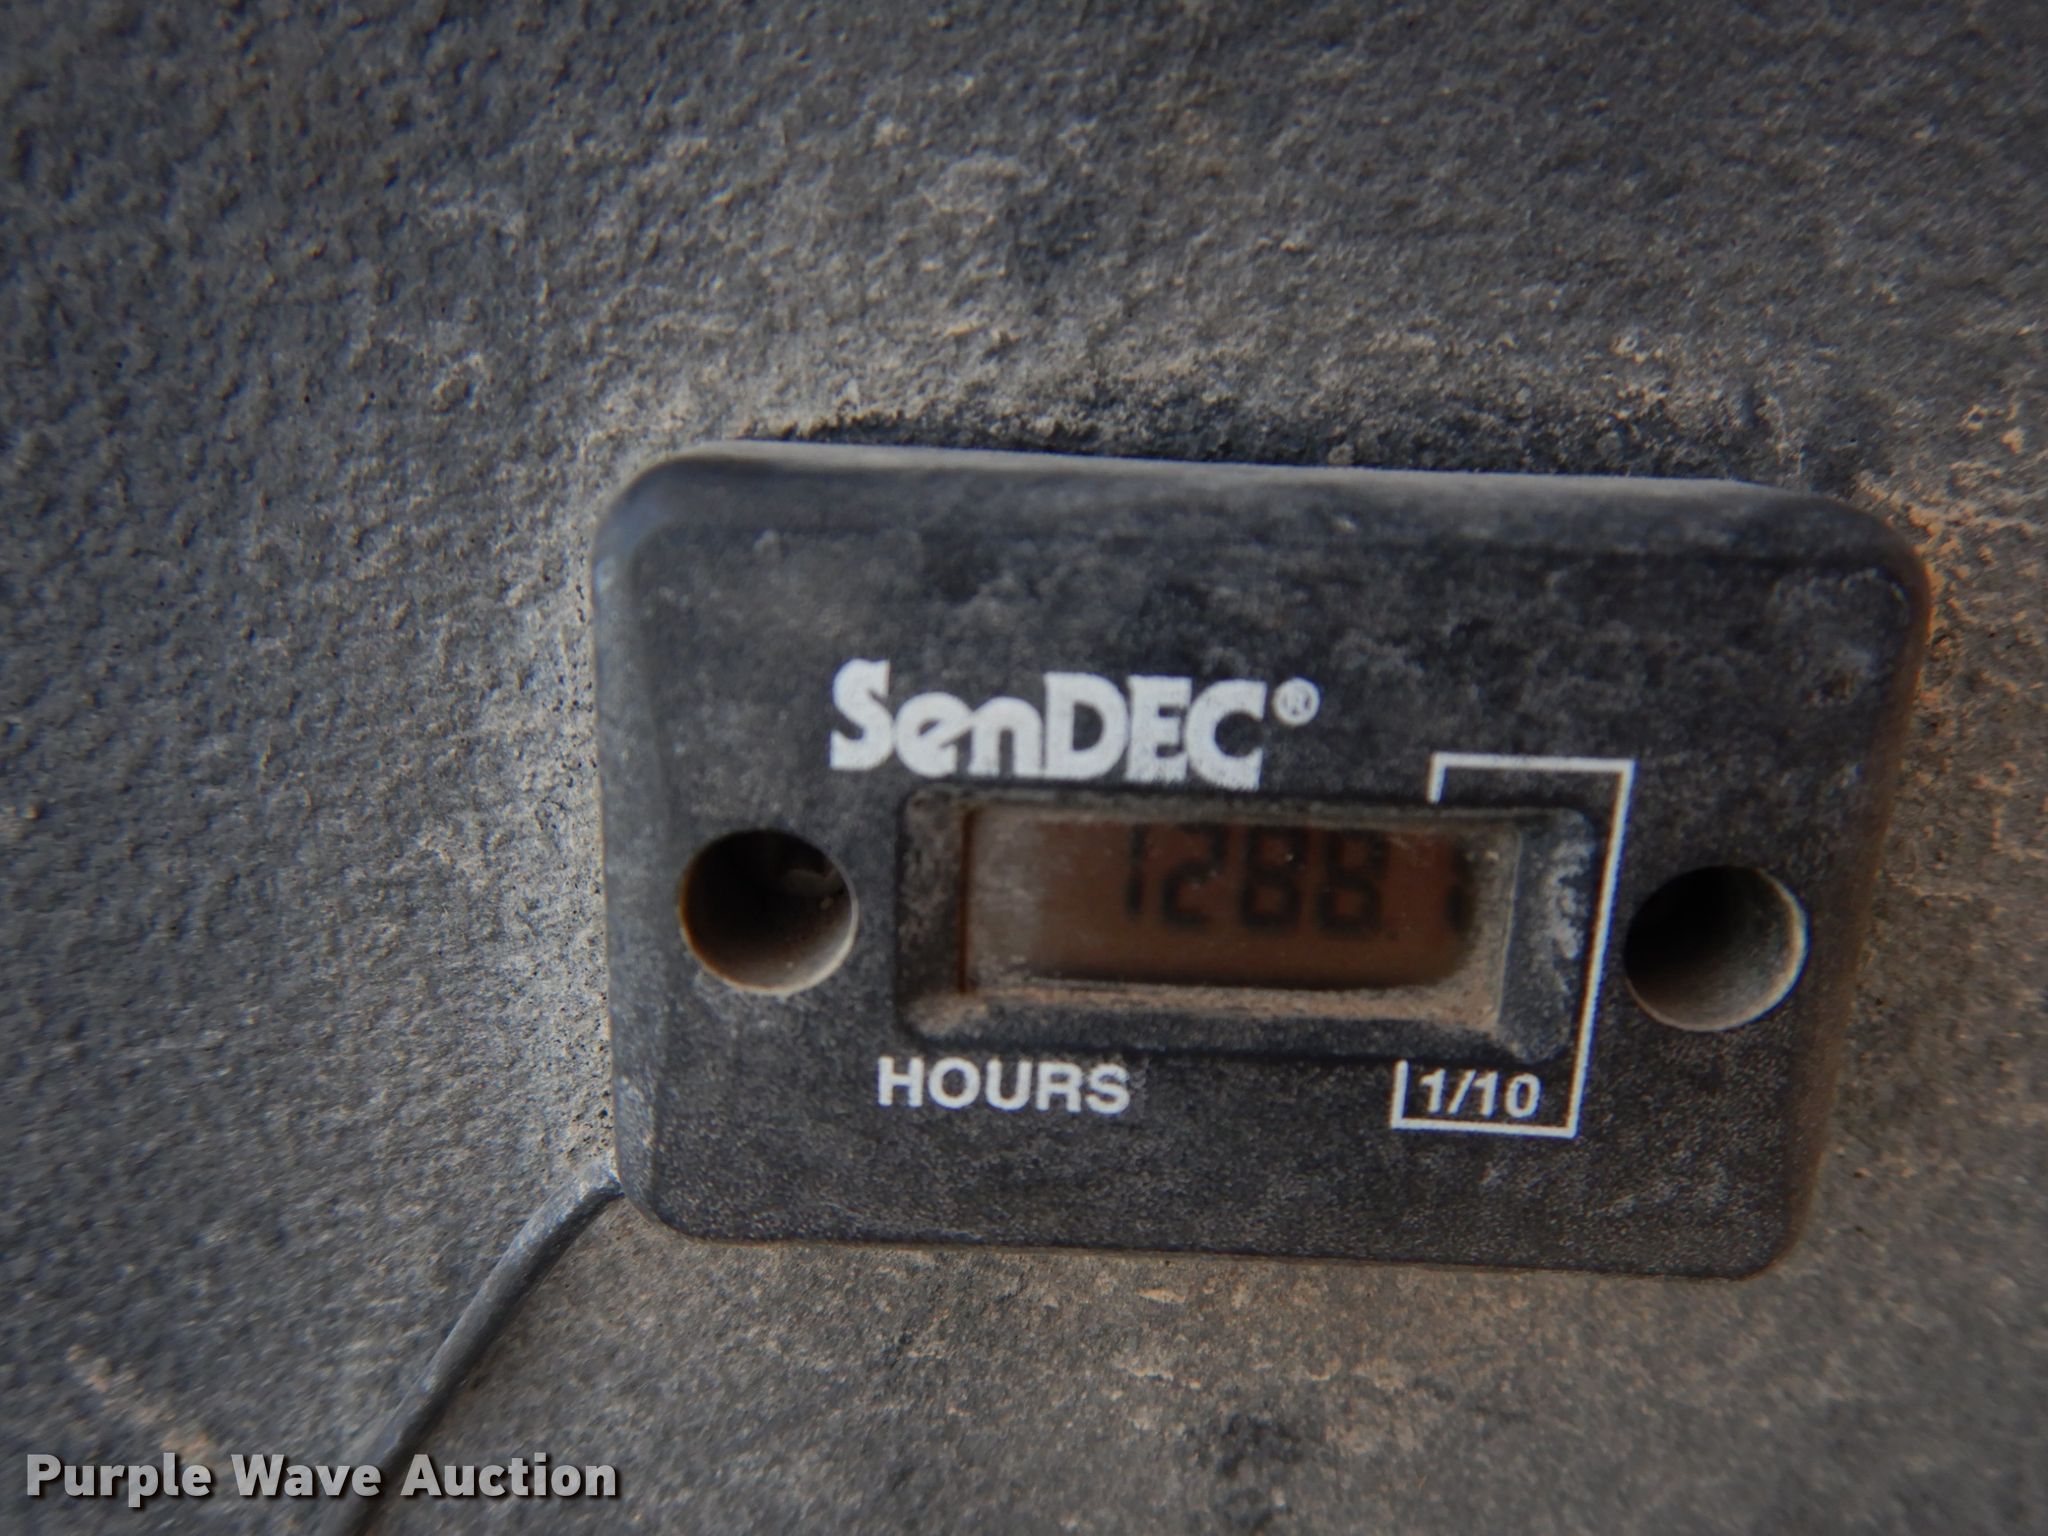 SenDEC®
1288.
HOURS
1/10
Purple Wave Auction